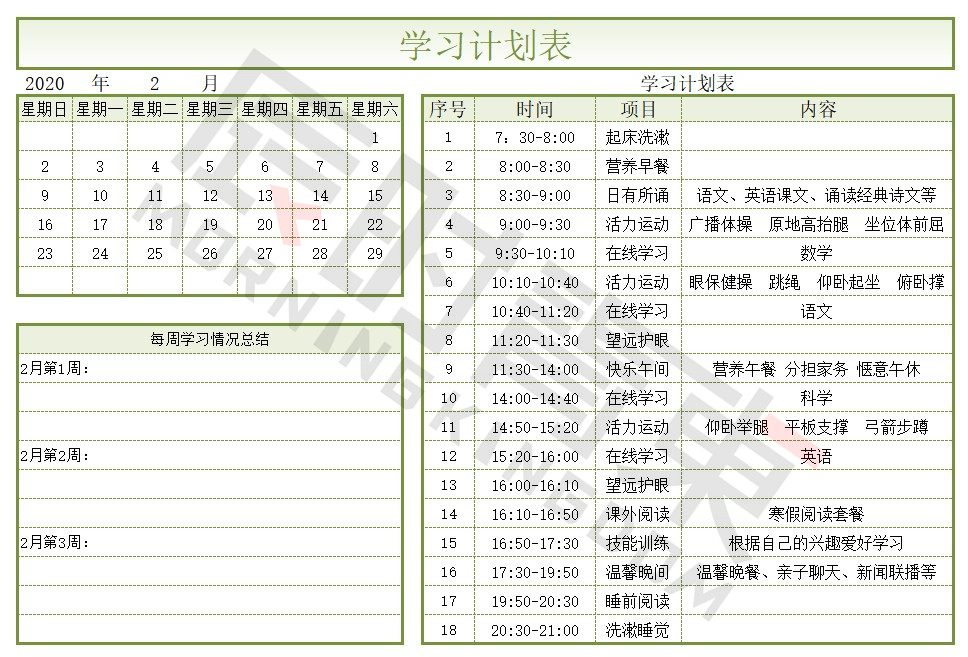 学习计划表
2020 年 2 月
星期日 星期一 星期二 星期三 星期四 星期五 星期六
1
2 3 4 5 6 7 8
9 10 11 12 13 14 15
16 17 18 19 20 21 22
23 24 25 26 27 28 29
每周学习情况总结
2月第1周：
2月第2周：
2月第3周：
学习计划表
序号 时间 项目 内容
1 7：30-8:00 起床洗漱
2 8:00-8:30 营养早餐
3 8:30-9:00 日有所诵 语文、英语课文、诵读经典诗文等
4 9:00-9:30 活力运动 广播体操 原地高抬腿 坐位体前屈
5 9:30-10:10 在线学习 数学
6 10:10-10:40 活力运动 眼保健操 跳绳 仰卧起坐 俯卧撑
7 10:40-11:20 在线学习 语文
8 11:20-11:30 望远护眼
9 11:30-14:00 快乐午间 营养午餐 分担家务 惬意午休
10 14:00-14:40 在线学习 科学
11 14:50-15:20 活力运动 仰卧举腿 平板支撑 弓箭步蹲
12 15:20-16:00 在线学习 英语
13 16:00-16:10 望远护眼
14 16:10-16:50 课外阅读 寒假阅读套餐
15 16:50-17:30 技能训练 根据自己的兴趣爱好学习
16 17:30-19:50 温馨晚间 温馨晚餐、亲子聊天、新闻联播等
17 19:50-20:30 睡前阅读
18 20:30-21:00 洗漱睡觉